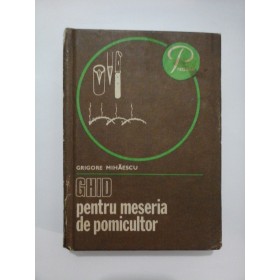 GRIGORE MIHĂESCU
GHID
pentru meseria
de pomicultor